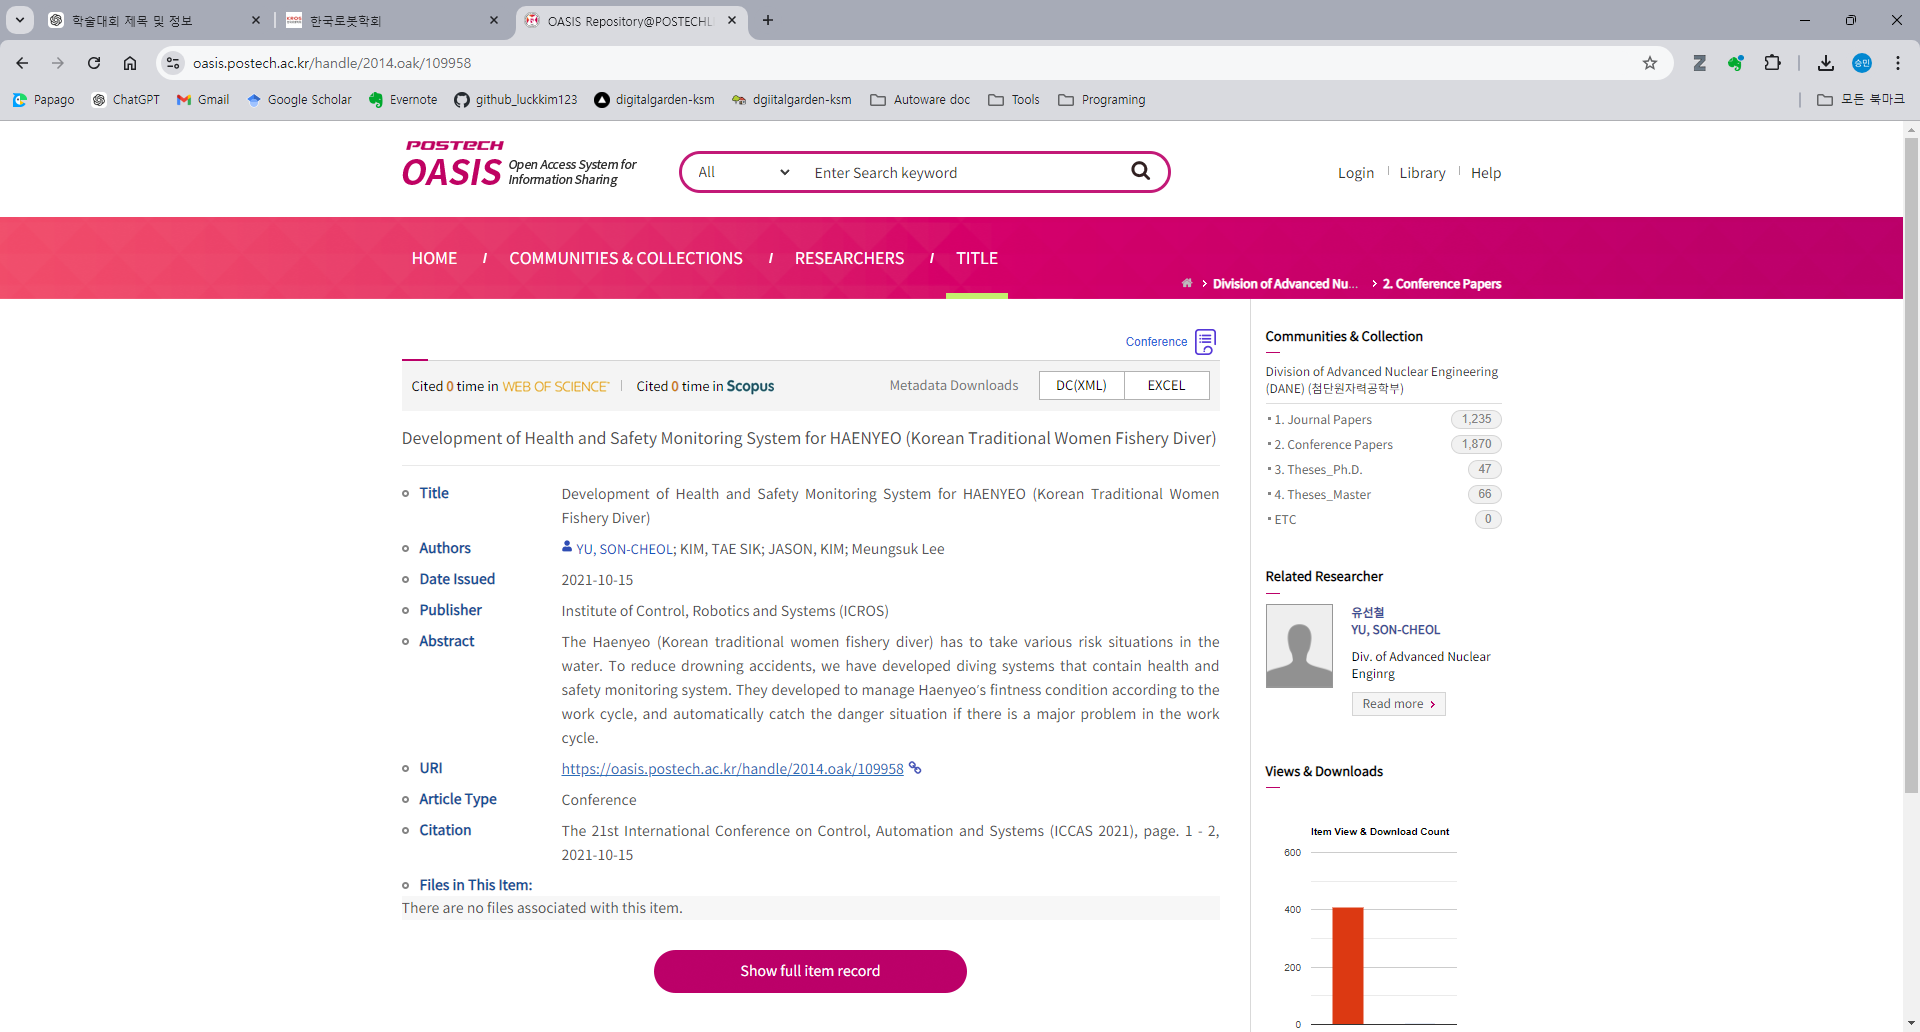 학술대회 제목 및 정보
한국로봇학회
OASIS Repository@POSTECHLI
oasis.postech.ac.kr/handle/2014.oak/109958
승민
Papago
ChatGPT
Gmail
Google Scholar
Evernote
github_luckkim123
digitalgarden-ksm
dgiitalgarden-ksm
Autoware doc
Tools
Programing
모든 북마크
POSTECH
OASIS Open Access System for
Information Sharing
All
Enter Search keyword
Login
Library
Help
HOME / COMMUNITIES & COLLECTIONS / RESEARCHERS / TITLE
Division of Advanced Nu... > 2. Conference Papers
Conference
Cited 0 time in WEB OF SCIENCE™ | Cited 0 time in Scopus
Metadata Downloads
DC(XML)
EXCEL
Development of Health and Safety Monitoring System for HAENYEO (Korean Traditional Women Fishery Diver)
Title
Development of Health and Safety Monitoring System for HAENYEO (Korean Traditional Women
Fishery Diver)
Authors
YU, SON-CHEOL; KIM, TAE SIK; JASON, KIM; Meungsuk Lee
Date Issued
2021-10-15
Publisher
Institute of Control, Robotics and Systems (ICROS)
Abstract
The Haenyeo (Korean traditional women fishery diver) has to take various risk situations in the
water. To reduce drowning accidents, we have developed diving systems that contain health and
safety monitoring system. They developed to manage Haenyeo's fintness condition according to the
work cycle, and automatically catch the danger situation if there is a major problem in the work
cycle.
URI
https://oasis.postech.ac.kr/handle/2014.oak/109958
Article Type
Conference
Citation
The 21st International Conference on Control, Automation and Systems (ICCAS 2021), page. 1 - 2,
2021-10-15
Files in This Item:
There are no files associated with this item.
Show full item record
Communities & Collection
Division of Advanced Nuclear Engineering
(DANE) (첨단원자력공학부)
1. Journal Papers 1,235
2. Conference Papers 1,870
3. Theses_Ph.D. 47
4. Theses_Master 66
ETC 0
Related Researcher
유선철
YU, SON-CHEOL
Div. of Advanced Nuclear
Enginrg
Read more >
Views & Downloads
Item View & Download Count
600
400
200
0